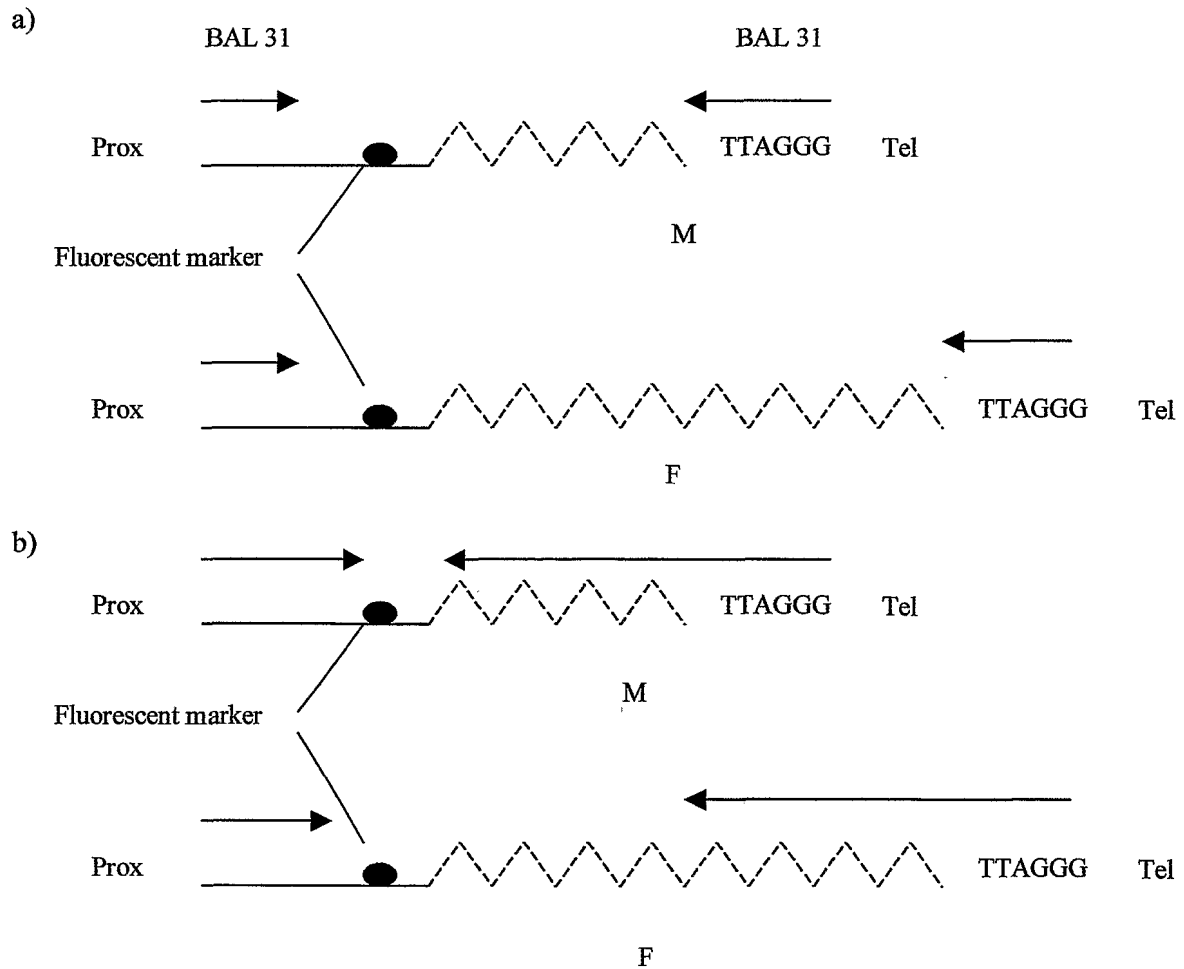 a)
BAL 31 BAL 31
Prox TTAGGG Tel
M
Fluorescent marker
Prox TTAGGG Tel
F
b)
Prox TTAGGG Tel
M
Fluorescent marker
Prox TTAGGG Tel
F